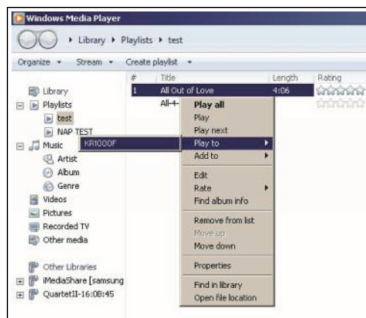 Windows Media Player
Library ▸ Playlists ▸ test
Organize Stream Create playlist
# Title Length Rating
1 All Out of Love 4:06
All-4-
Library
Playlists
test
NAP TEST
Music
Artist
Album
Genre
Videos
Pictures
Recorded TV
Other media
Other Libraries
iMediaShare [samsung
QuartetII-16:08:45
KR1000F
Play all
Play
Play next
Play to
Add to
Edit
Rate
Find album info
Remove from list
Move up
Move down
Properties
Find in library
Open file location